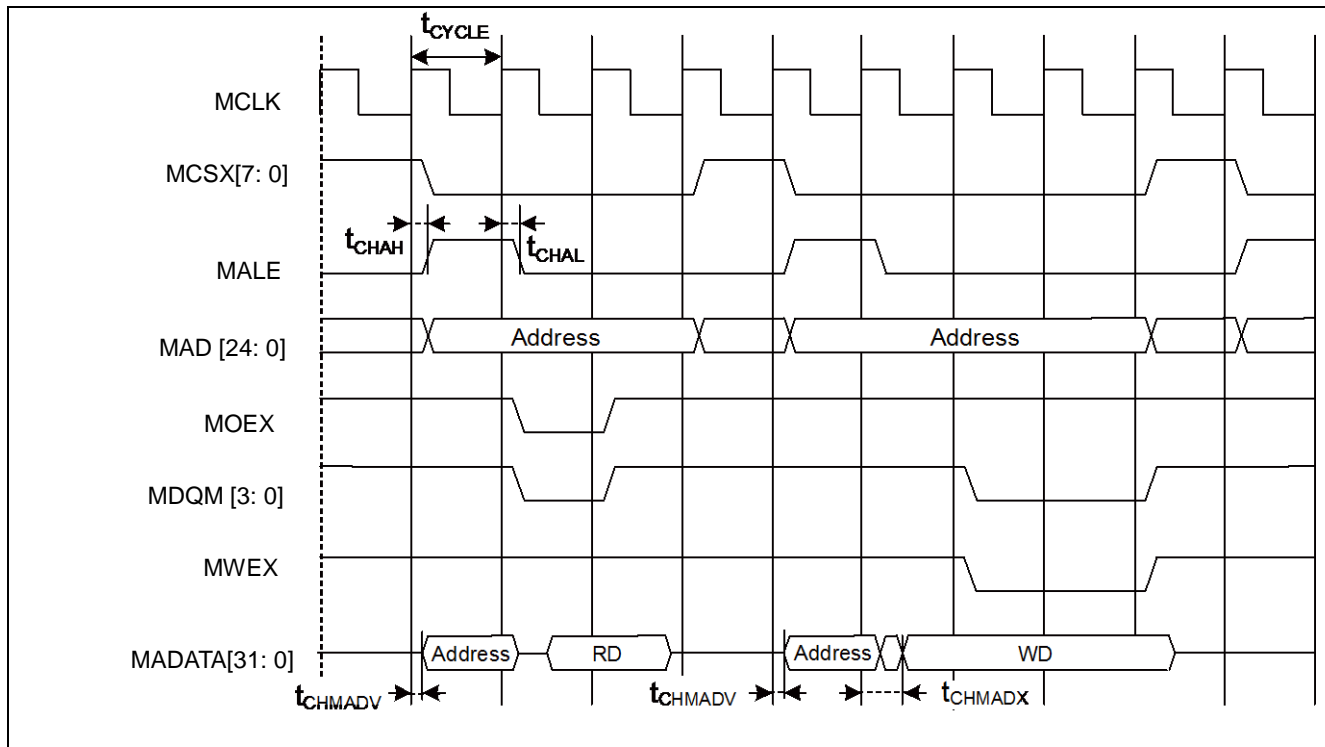 tCYCLE
MCLK
MCSX[7: 0]
tCHAH
tCHAL
MALE
MAD [24: 0]
Address
Address
MOEX
MDQM [3: 0]
MWEX
MADATA[31: 0]
Address
RD
Address
WD
tCHMADV
tCHMADV
tCHMADX